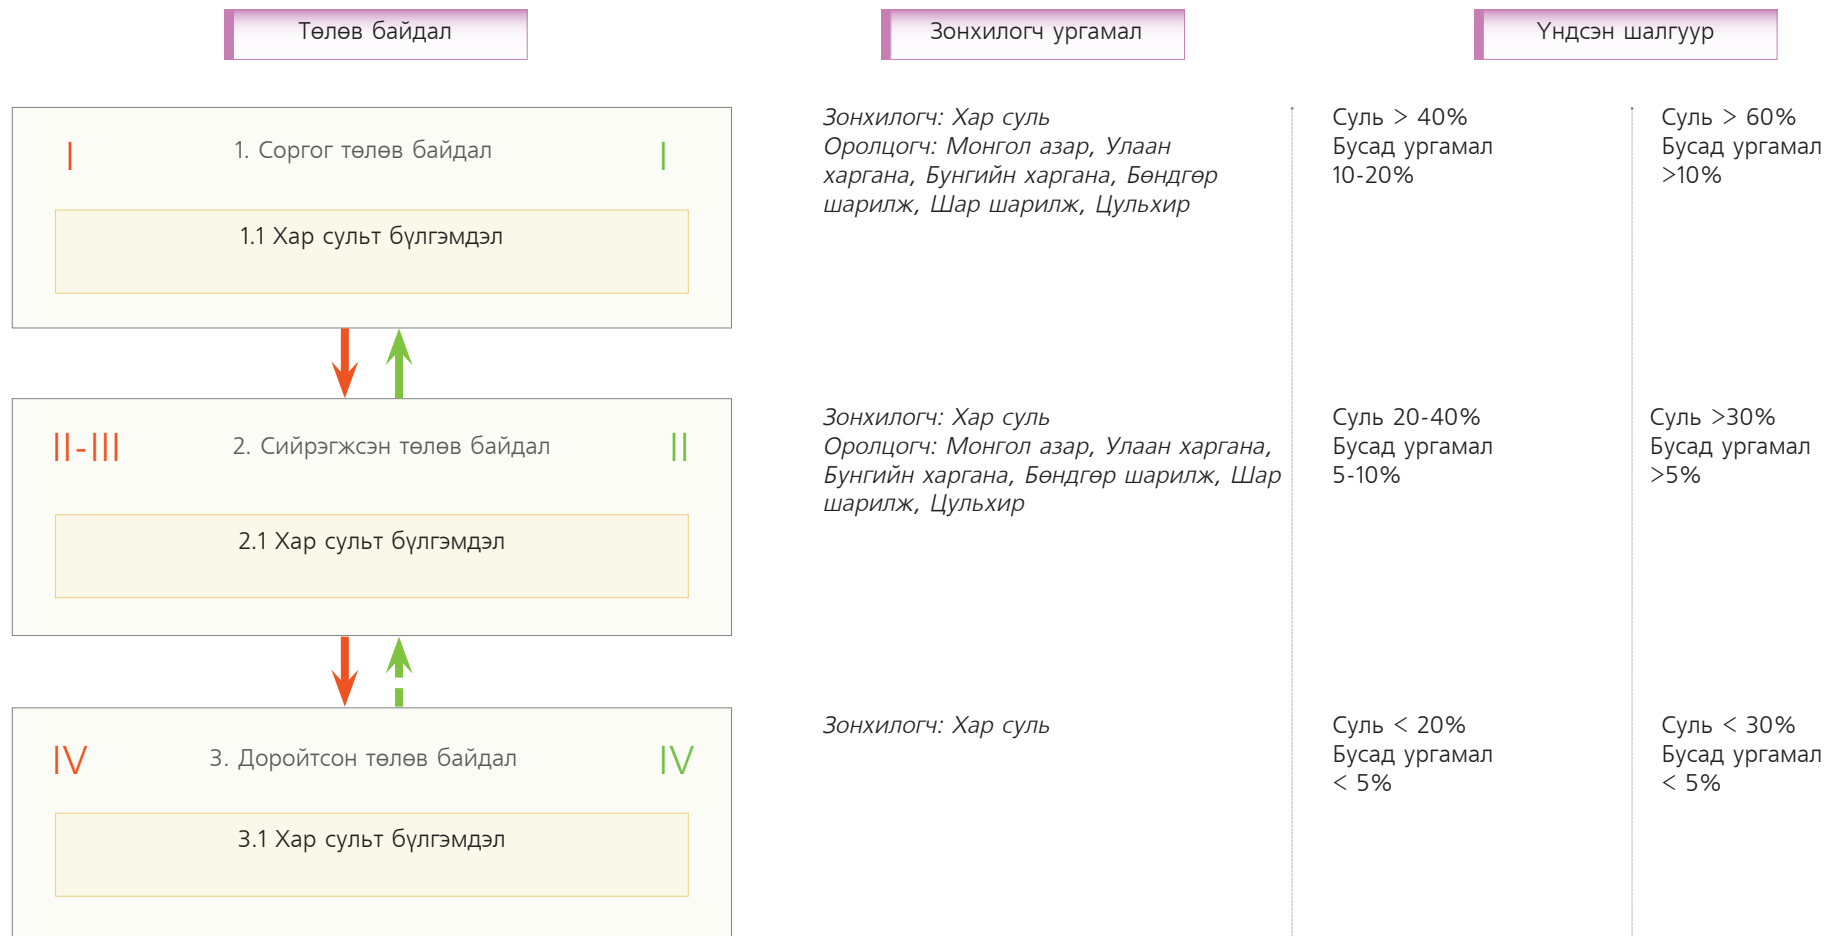 Төлөв байдал
Зонхилогч ургамал
Үндсэн шалгуур
I
1. Соргог төлөв байдал
I
1.1 Хар сульт бүлгэмдэл
Зонхилогч: Хар суль
Оролцогч: Монгол азар, Улаан
харгана, Бунгийн харгана, Бөндгөр
шарилж, Шар шарилж, Цульхир
Суль > 40%
Бусад ургамал
10-20%
Суль > 60%
Бусад ургамал
>10%
II-III
2. Сийрэгжсэн төлөв байдал
II
2.1 Хар сульт бүлгэмдэл
Зонхилогч: Хар суль
Оролцогч: Монгол азар, Улаан харгана,
Бунгийн харгана, Бөндгөр шарилж, Шар
шарилж, Цульхир
Суль 20-40%
Бусад ургамал
5-10%
Суль >30%
Бусад ургамал
>5%
IV
3. Доройтсон төлөв байдал
IV
3.1 Хар сульт бүлгэмдэл
Зонхилогч: Хар суль
Суль < 20%
Бусад ургамал
< 5%
Суль < 30%
Бусад ургамал
< 5%